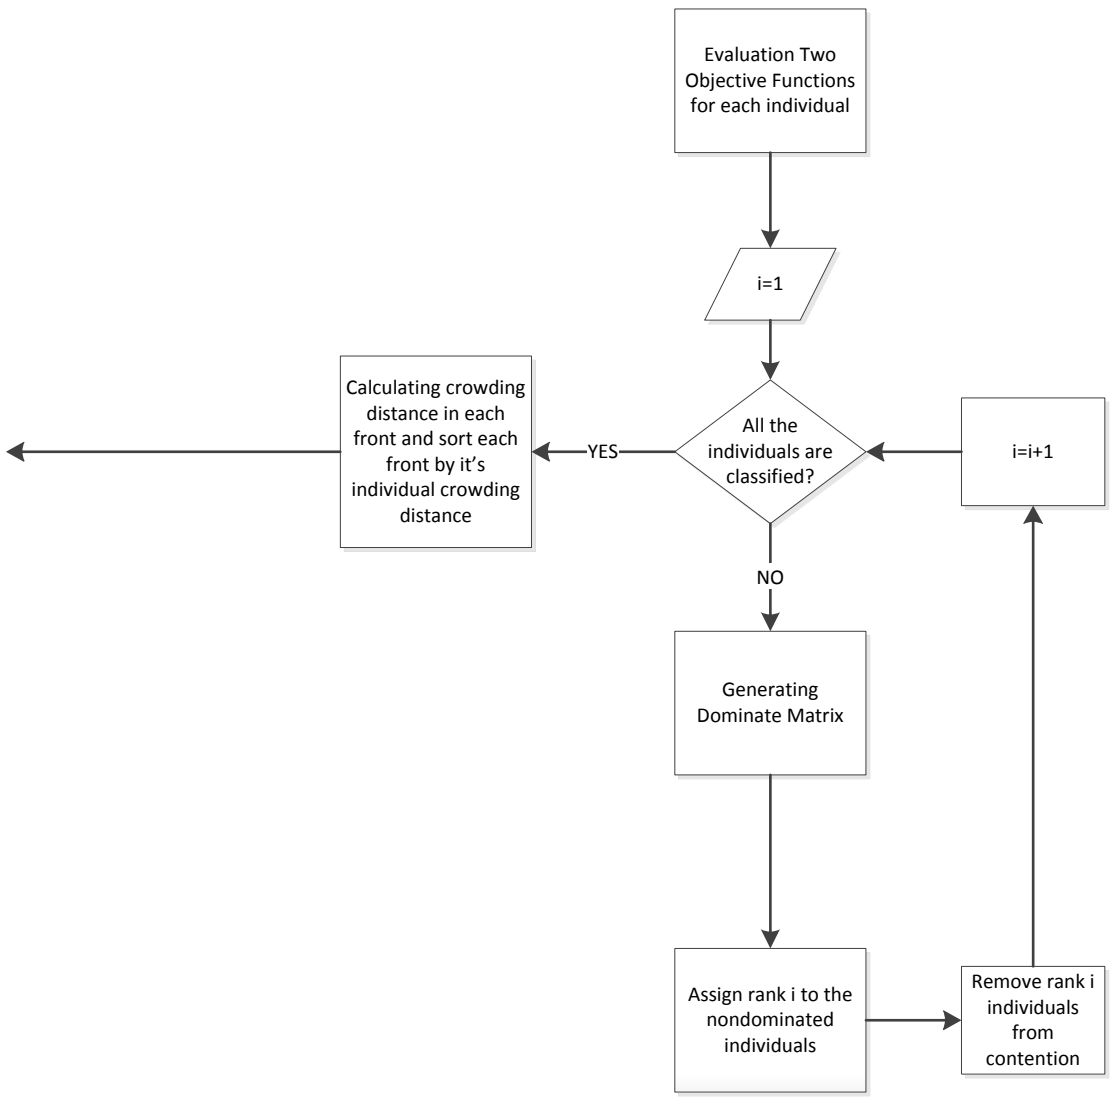 Evaluation Two
Objective Functions
for each individual
i=1
All the
individuals are
classified?
YES
Calculating crowding
distance in each
front and sort each
front by it's
individual crowding
distance
i=i+1
NO
Generating
Dominate Matrix
Assign rank i to the
nondominated
individuals
Remove rank i
individuals
from
contention